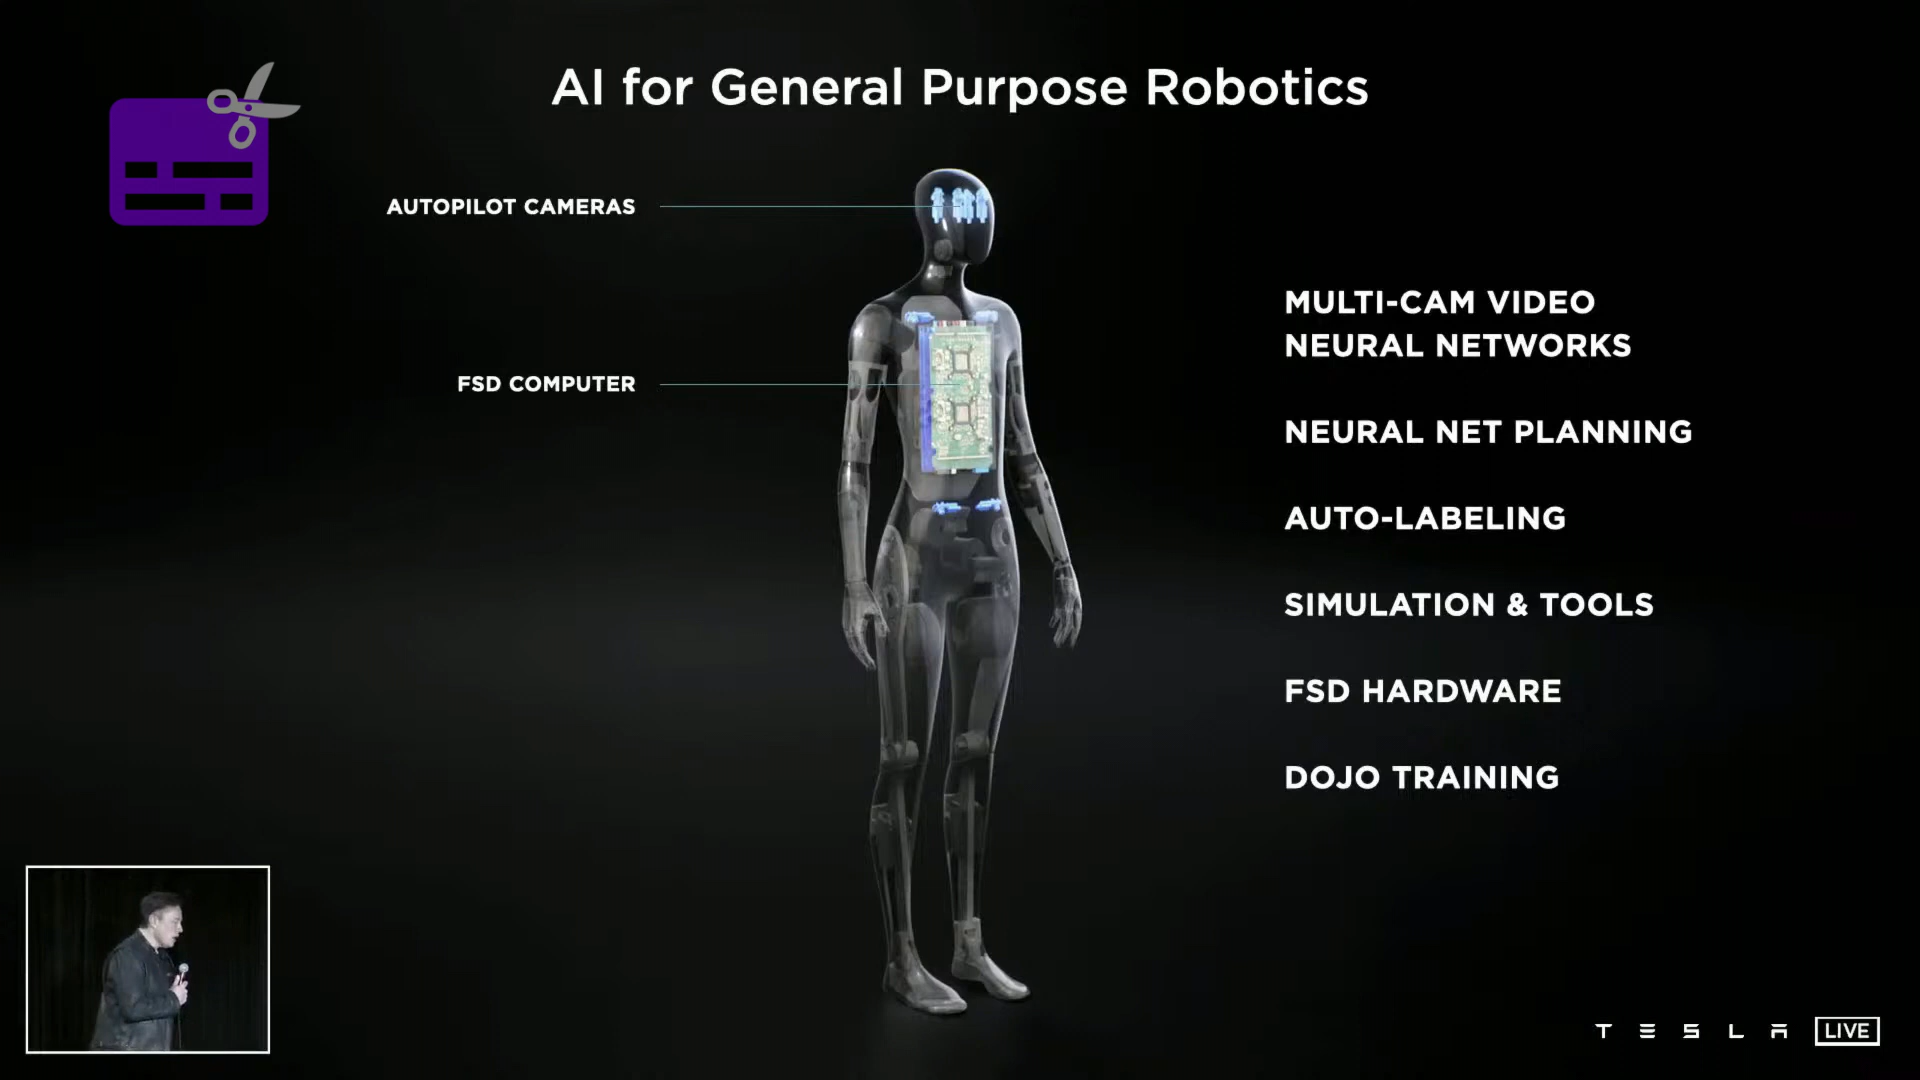 AI for General Purpose Robotics
AUTOPILOT CAMERAS
FSD COMPUTER
MULTI-CAM VIDEO
NEURAL NETWORKS
NEURAL NET PLANNING
AUTO-LABELING
SIMULATION & TOOLS
FSD HARDWARE
DOJO TRAINING
TESLA LIVE